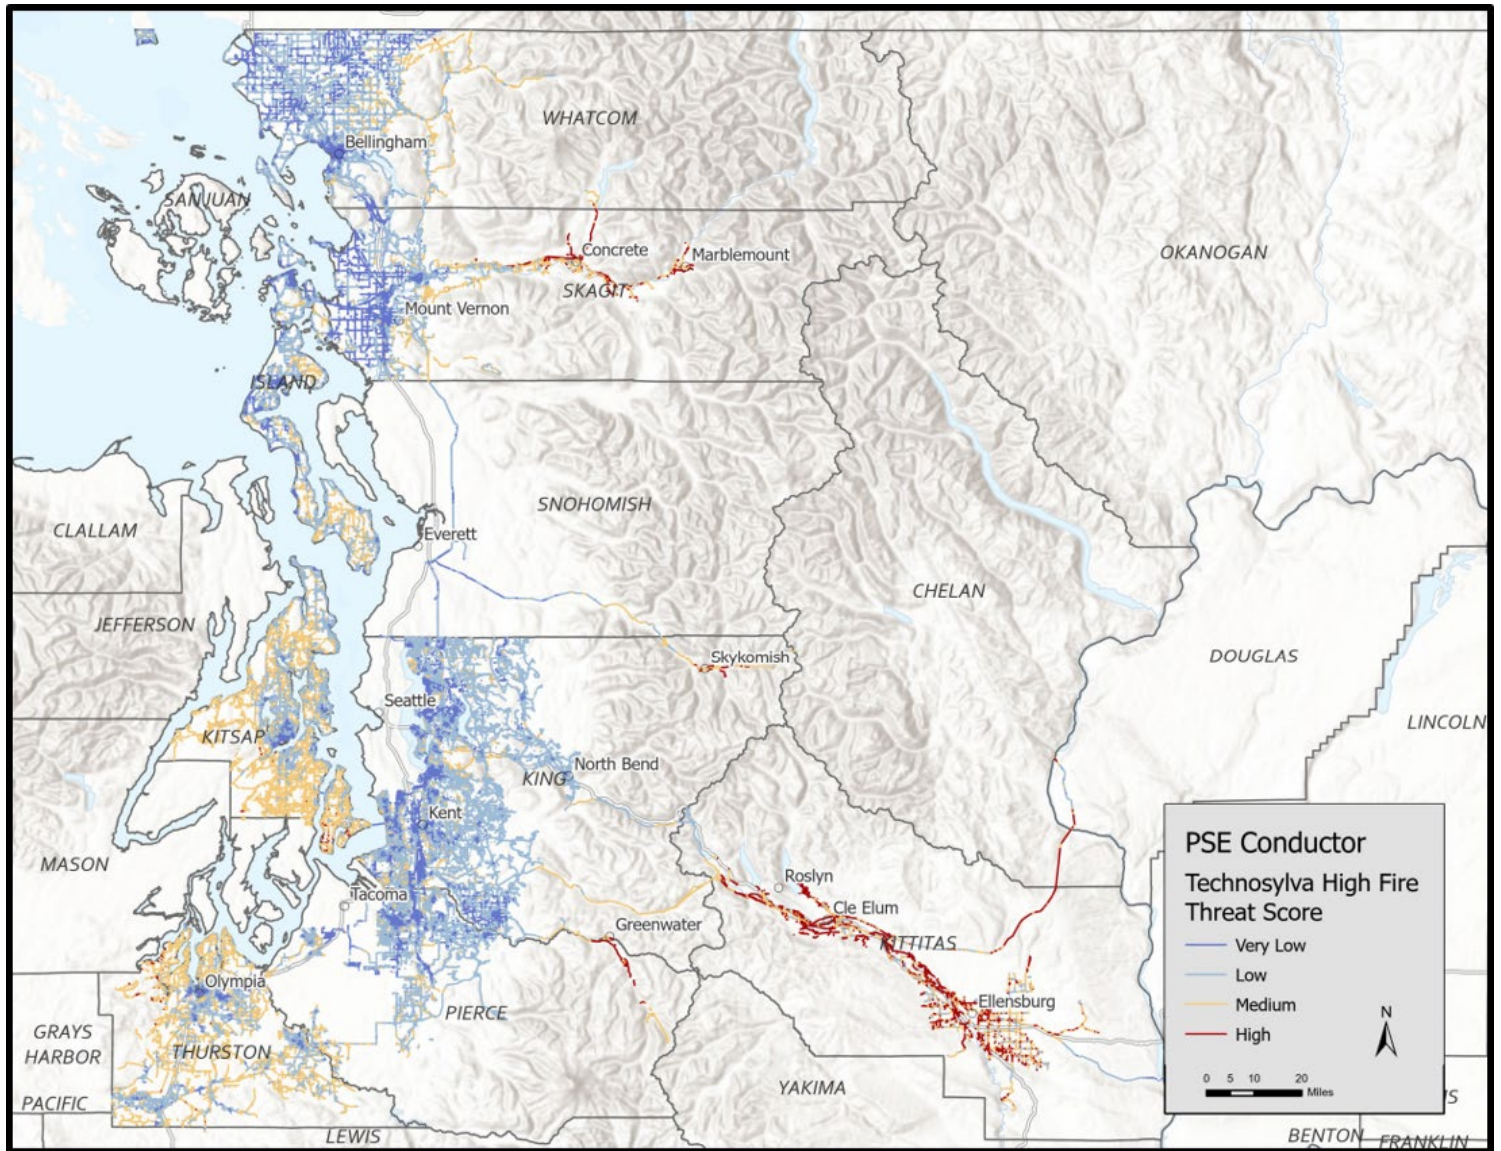 WHATCOM
Bellingham
SAN JUAN
Concrete
Marblemount
OKANOGAN
SKAGIT
Mount Vernon
ISLAND
SNOHOMISH
CLALLAM
Everett
CHELAN
JEFFERSON
Skykomish
DOUGLAS
Seattle
LINCOLN
KITSAP
North Bend
KING
Kent
MASON
Roslyn
Tacoma
Cle Elum
Greenwater
KITTITAS
Olympia
Ellensburg
PIERCE
GRAYS
HARBOR
THURSTON
YAKIMA
PACIFIC
LEWIS
BENTON
FRANKLIN
MS
PSE Conductor
Technosylva High Fire
Threat Score
Very Low
Low
Medium
High
N
0 5 10 20
Miles